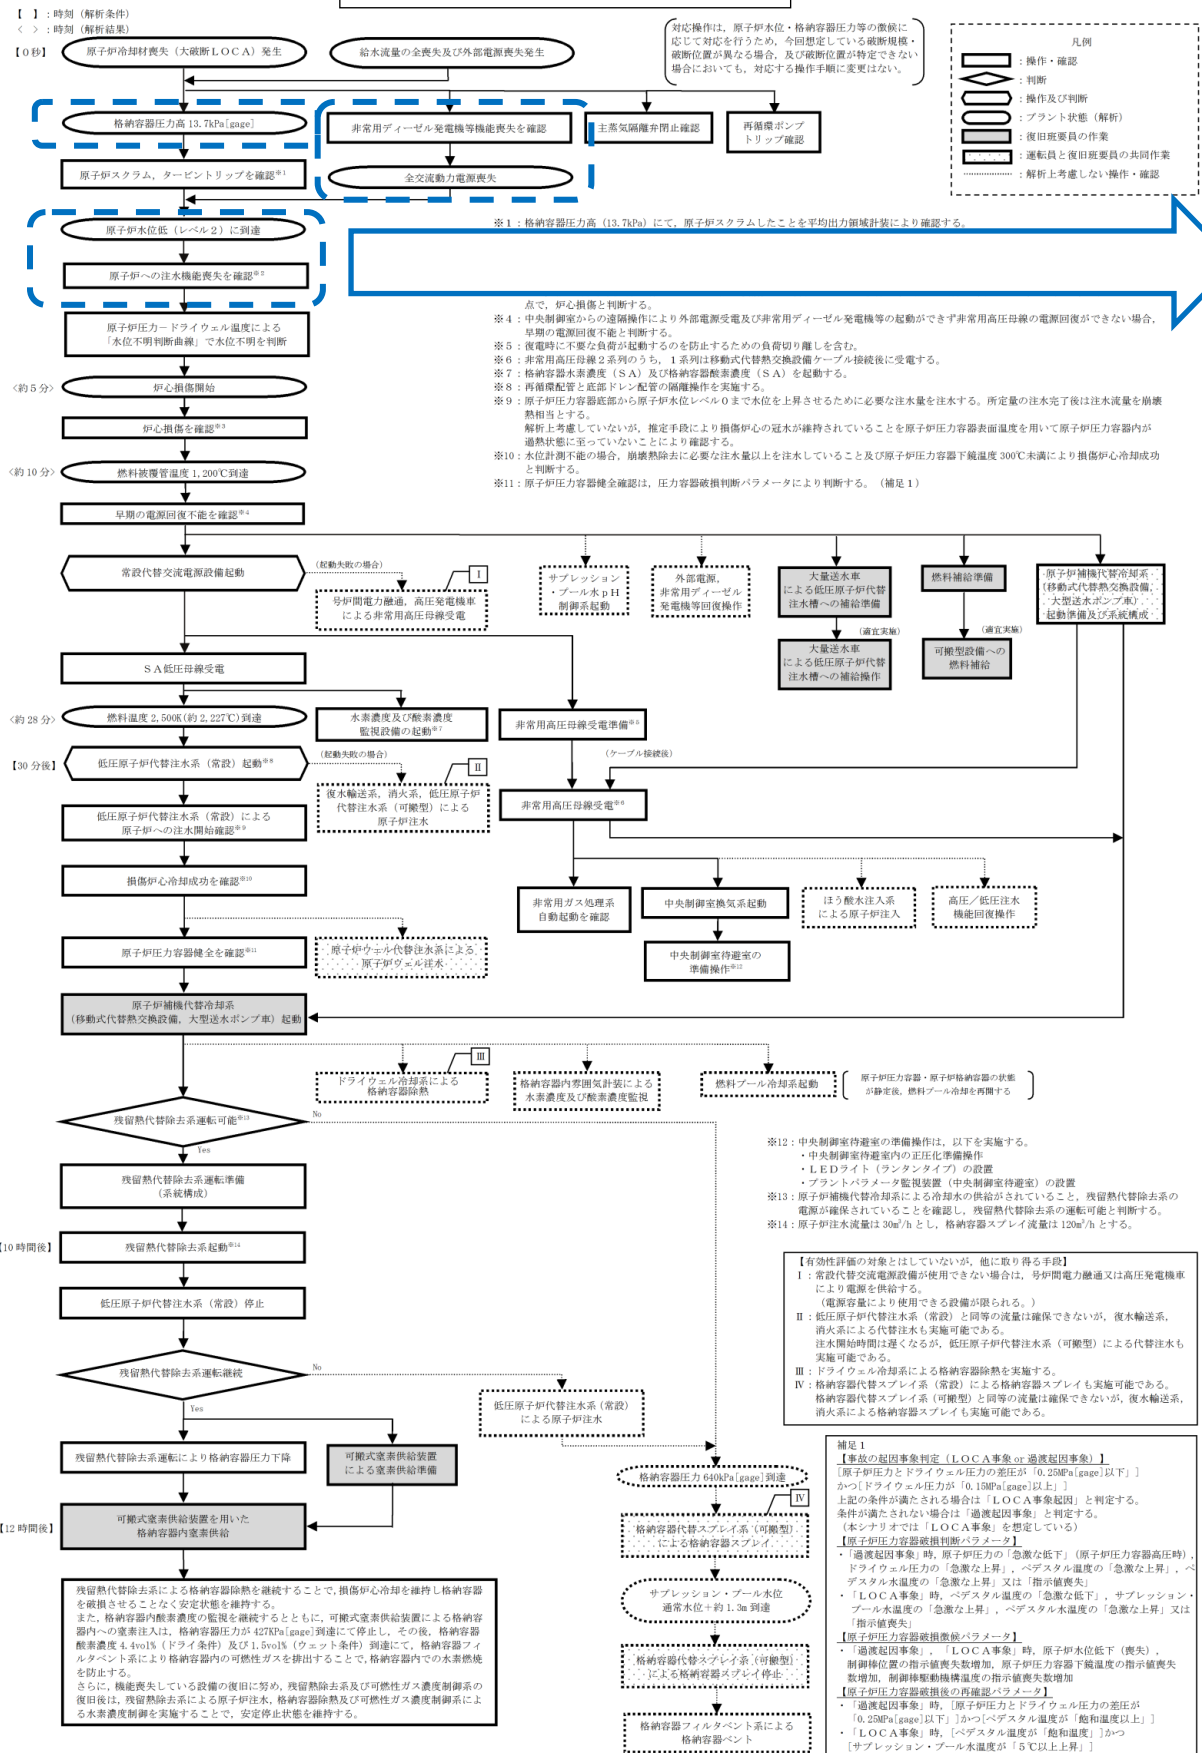 【 】：時刻（解析条件）
〈 〉：時刻（解析結果）
【０秒】
原子炉冷却材喪失（大破断ＬＯＣＡ）発生
給水流量の全喪失及び外部電源喪失発生
対応操作は，原子炉水位・格納容器圧力等の徴候に
応じて対応を行うため，今回想定している破断規模・
破断位置が異なる場合，及び破断位置が特定できない
場合においても，対応する操作手順に変更はない。
凡例
：操作・確認
：判断
：操作及び判断
：プラント状態（解析）
：復旧班要員の作業
：運転員と復旧班要員の共同作業
：解析上考慮しない操作・確認
格納容器圧力高 13.7kPa[gage]
非常用ディーゼル発電機等機能喪失を確認
主蒸気隔離弁閉止確認
再循環ポンプ
トリップ確認
原子炉スクラム，タービントリップを確認※1
全交流動力電源喪失
※1：格納容器圧力高（13.7kPa）にて，原子炉スクラムしたことを平均出力領域計装により確認する。
原子炉水位低（レベル２）に到達
原子炉への注水機能喪失を確認※2
点で，炉心損傷と判断する。
※4：中央制御室からの遠隔操作により外部電源受電及び非常用ディーゼル発電機等の起動ができず非常用高圧母線の電源回復ができない場合，
早期の電源回復不能と判断する。
※5：復電時に不要な負荷が起動するのを防止するための負荷切り離しを含む。
※6：非常用高圧母線２系列のうち，１系列は移動式代替熱交換設備ケーブル接続後に受電する。
※7：格納容器水素濃度（ＳＡ）及び格納容器酸素濃度（ＳＡ）を起動する。
※8：再循環配管と底部ドレン配管の隔離操作を実施する。
※9：原子炉圧力容器底部から原子炉水位レベル０まで水位を上昇させるために必要な注水量を注水する。所定量の注水完了後は注水流量を崩壊
熱相当とする。
解析上考慮していないが，推定手段により損傷炉心の冠水が維持されていることを原子炉圧力容器表面温度を用いて原子炉圧力容器内が
過熱状態に至っていないことにより確認する。
※10：水位計測不能の場合，崩壊熱除去に必要な注水量以上を注水していること及び原子炉圧力容器下鏡温度 300℃未満により損傷炉心冷却成功
と判断する。
※11：原子炉圧力容器健全確認は，圧力容器破損判断パラメータにより判断する。（補足１）
原子炉圧力－ドライウェル温度による
「水位不明判断曲線」で水位不明を判断
〈約５分〉
炉心損傷開始
炉心損傷を確認※3
〈約 10 分〉
燃料被覆管温度 1,200℃到達
早期の電源回復不能を確認※4
常設代替交流電源設備起動
（起動失敗の場合）
Ⅰ
号炉間電力融通，高圧発電機車
による非常用高圧母線受電
サプレッション
・プール水ｐＨ
制御系起動
外部電源，
非常用ディーゼル
発電機等回復操作
大量送水車
による低圧原子炉代替
注水槽への補給準備
燃料補給準備
原子炉補機代替冷却系
（移動式代替熱交換設備，
大型送水ポンプ車）
起動準備及び系統構成
（適宜実施）
（適宜実施）
大量送水車
による低圧原子炉代替
注水槽への補給操作
可搬型設備への
燃料補給
ＳＡ低圧母線受電
〈約 28 分〉
燃料温度 2,500K(約 2,227℃)到達
水素濃度及び酸素濃度
監視設備の起動※7
非常用高圧母線受電準備※5
【30 分後】
低圧原子炉代替注水系（常設）起動※8
（起動失敗の場合）
Ⅱ
（ケーブル接続後）
復水輸送系，消火系，低圧原子炉
代替注水系（可搬型）による
原子炉注水
非常用高圧母線受電※6
低圧原子炉代替注水系（常設）による
原子炉への注水開始確認※9
損傷炉心冷却成功を確認※10
非常用ガス処理系
自動起動を確認
中央制御室換気系起動
ほう酸水注入系
による原子炉注入
高圧／低圧注水
機能回復操作
原子炉圧力容器健全を確認※11
原子炉ウェル代替注水系による
原子炉ウェル注水
中央制御室待避室の
準備操作※12
原子炉補機代替冷却系
（移動式代替熱交換設備，大型送水ポンプ車）起動
Ⅲ
ドライウェル冷却系による
格納容器除熱
格納容器内雰囲気計装による
水素濃度及び酸素濃度監視
燃料プール冷却系起動
原子炉圧力容器・原子炉格納容器の状態
が静定後，燃料プール冷却を再開する
残留熱代替除去系運転可能※13
No
Yes
※12：中央制御室待避室の準備操作は，以下を実施する。
・中央制御室待避室内の正圧化準備操作
・ＬＥＤライト（ランタンタイプ）の設置
・プラントパラメータ監視装置（中央制御室待避室）の設置
※13：原子炉補機代替冷却系による冷却水の供給がされていること，残留熱代替除去系の
電源が確保されていることを確認し，残留熱代替除去系の運転可能と判断する。
※14：原子炉注水流量は 30m³/h とし，格納容器スプレイ流量は 120m³/h とする。
残留熱代替除去系運転準備
（系統構成）
【10 時間後】
残留熱代替除去系起動※14
低圧原子炉代替注水系（常設）停止
【有効性評価の対象とはしていないが，他に取り得る手段】
Ⅰ：常設代替交流電源設備が使用できない場合は，号炉間電力融通又は高圧発電機車
により電源を供給する。
（電源容量により使用できる設備が限られる。）
Ⅱ：低圧原子炉代替注水系（常設）と同等の流量は確保できないが，復水輸送系，
消火系による代替注水も実施可能である。
注水開始時間は遅くなるが，低圧原子炉代替注水系（可搬型）による代替注水も
実施可能である。
Ⅲ：ドライウェル冷却系による格納容器除熱を実施する。
Ⅳ：格納容器代替スプレイ系（常設）による格納容器スプレイも実施可能である。
格納容器代替スプレイ系（可搬型）と同等の流量は確保できないが，復水輸送系，
消火系による格納容器スプレイも実施可能である。
残留熱代替除去系運転継続
No
Yes
低圧原子炉代替注水系（常設）
による原子炉注水
残留熱代替除去系運転により格納容器圧力下降
可搬式窒素供給装置
による窒素供給準備
格納容器圧力 640kPa[gage]到達
Ⅳ
【12 時間後】
可搬式窒素供給装置を用いた
格納容器内窒素供給
格納容器代替スプレイ系（可搬型）
による格納容器スプレイ
サプレッション・プール水位
通常水位＋約 1.3m 到達
格納容器代替スプレイ系（可搬型）
による格納容器スプレイ停止
格納容器フィルタベント系による
格納容器ベント
残留熱代替除去系による格納容器除熱を継続することで，損傷炉心冷却を維持し格納容器
を破損させることなく安定状態を維持する。
また，格納容器内酸素濃度の監視を継続するとともに，可搬式窒素供給装置による格納容
器内への窒素注入は，格納容器圧力が 427KPa[gage]到達にて停止し，その後，格納容器
酸素濃度 4.4vol%（ドライ条件）及び 1.5vol%（ウェット条件）到達にて，格納容器フィ
ルタベント系により格納容器内の可燃性ガスを排出することで，格納容器内での水素燃焼
を防止する。
さらに，機能喪失している設備の復旧に努め，残留熱除去系及び可燃性ガス濃度制御系の
復旧後は，残留熱除去系による原子炉注水，格納容器除熱及び可燃性ガス濃度制御系によ
る水素濃度制御を実施することで，安定停止状態を維持する。
補足１
【事故の起因事象判定（ＬＯＣＡ事象 or 過渡起因事象）】
[原子炉圧力とドライウェル圧力の差圧が「0.25MPa[gage]以下」]
かつ[ドライウェル圧力が「0.15MPa[gage]以上」]
上記の条件が満たされる場合は「ＬＯＣＡ事象起因」と判定する。
条件が満たされない場合は「過渡起因事象」と判定する。
（本シナリオでは「ＬＯＣＡ事象」を想定している）
【原子炉圧力容器破損判断パラメータ】
・「過渡起因事象」時，原子炉圧力の「急激な低下」（原子炉圧力容器高圧時），
ドライウェル圧力の「急激な上昇」，ペデスタル温度の「急激な上昇」，ペ
デスタル水温度の「急激な上昇」又は「指示値喪失」
・「ＬＯＣＡ事象」時，ペデスタル温度の「急激な低下」，サプレッション・
プール水温度の「急激な上昇」，ペデスタル水温度の「急激な上昇」又は
「指示値喪失」
【原子炉圧力容器破損徴候パラメータ】
・「過渡起因事象」，「ＬＯＣＡ事象」時，原子炉水位低下（喪失），
制御棒位置の指示値喪失数増加，原子炉圧力容器下鏡温度の指示値喪失
数増加，制御棒駆動機構温度の指示値喪失数増加
【原子炉圧力容器破損後の再確認パラメータ】
・「過渡起因事象」時，[原子炉圧力とドライウェル圧力の差圧が
「0.25MPa[gage]以下」]かつ[ペデスタル温度が「飽和温度以上」]
・「ＬＯＣＡ事象」時，[ペデスタル温度が「飽和温度」]かつ
[サプレッション・プール水温度が「５℃以上上昇」]